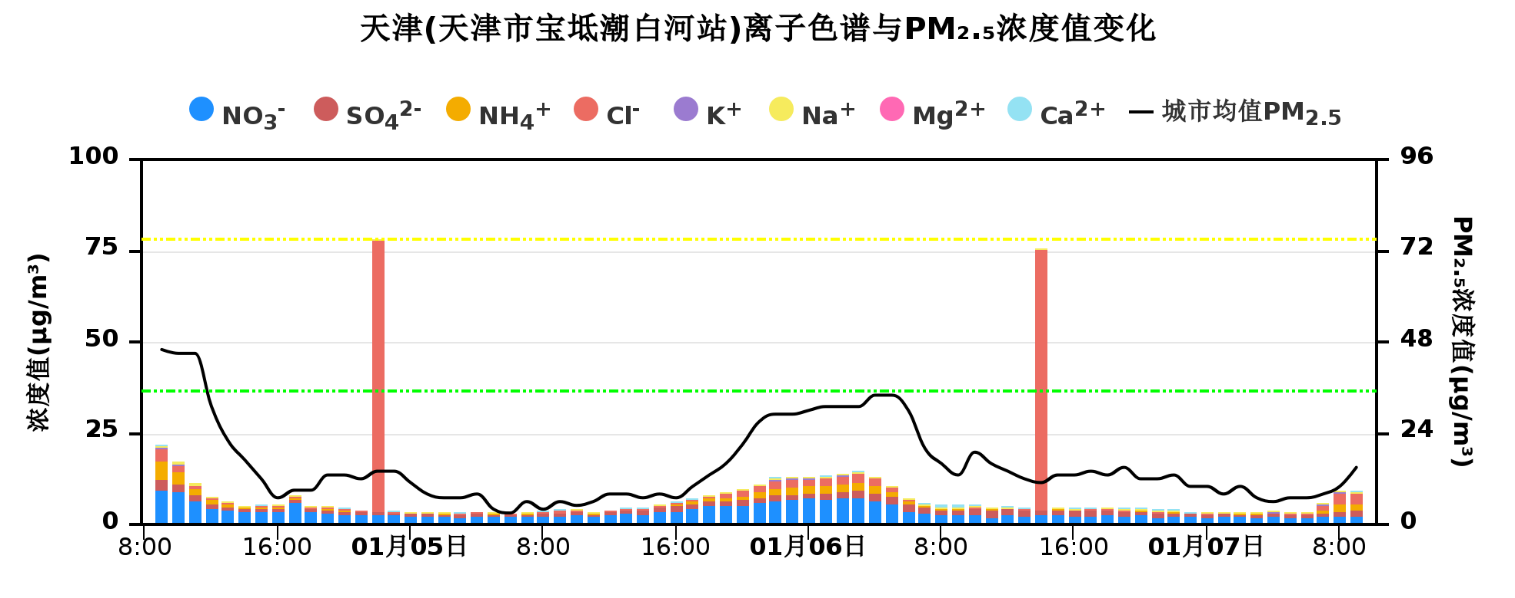 天津(天津市宝坻潮白河站)离子色谱与PM₂.₅浓度值变化
NO₃⁻ SO₄²⁻ NH₄⁺ Cl⁻ K⁺ Na⁺ Mg²⁺ Ca²⁺ 城市均值PM₂.₅
100
75
50
25
0
浓度值(μg/m³)
96
72
48
24
0
PM₂.₅浓度值(μg/m³)
8:00 16:00 01月05日 8:00 16:00 01月06日 8:00 16:00 01月07日 8:00